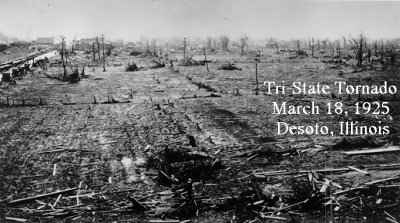 Tri-State Tornado
March 18, 1925
Desoto, Illinois